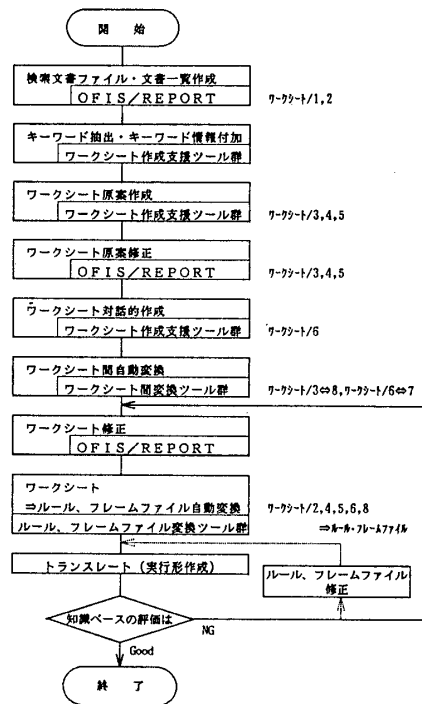 開 始
検索文書ファイル・文書一覧作成
OFIS/REPORT
ワークシート/1,2
キーワード抽出・キーワード情報付加
ワークシート作成支援ツール群
ワークシート原案作成
ワークシート作成支援ツール群
ワークシート/3,4,5
ワークシート原案修正
OFIS/REPORT
ワークシート/3,4,5
ワークシート対話的作成
ワークシート作成支援ツール群
ワークシート/6
ワークシート間自動変換
ワークシート間変換ツール群
ワークシート/3⇔8,ワークシート/6⇔7
ワークシート修正
OFIS/REPORT
ワークシート
⇒ルール、フレームファイル自動変換
ルール、フレームファイル変換ツール群
ワークシート/2,4,5,6,8
⇒ルール・フレームファイル
トランスレート(実行形作成)
ルール、フレームファイル
修正
知識ベースの評価は
NG
Good
終 了